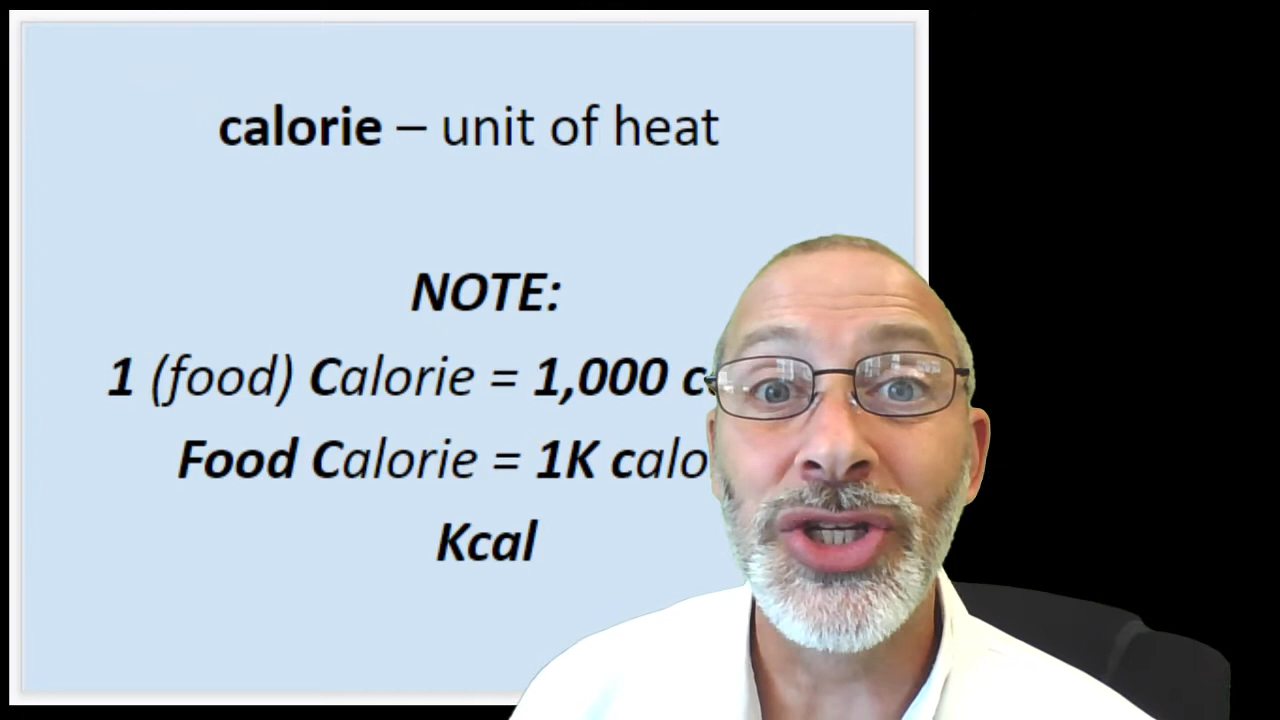 calorie – unit of heat
NOTE:
1 (food) Calorie = 1,000
Food Calorie = 1K
Kcal